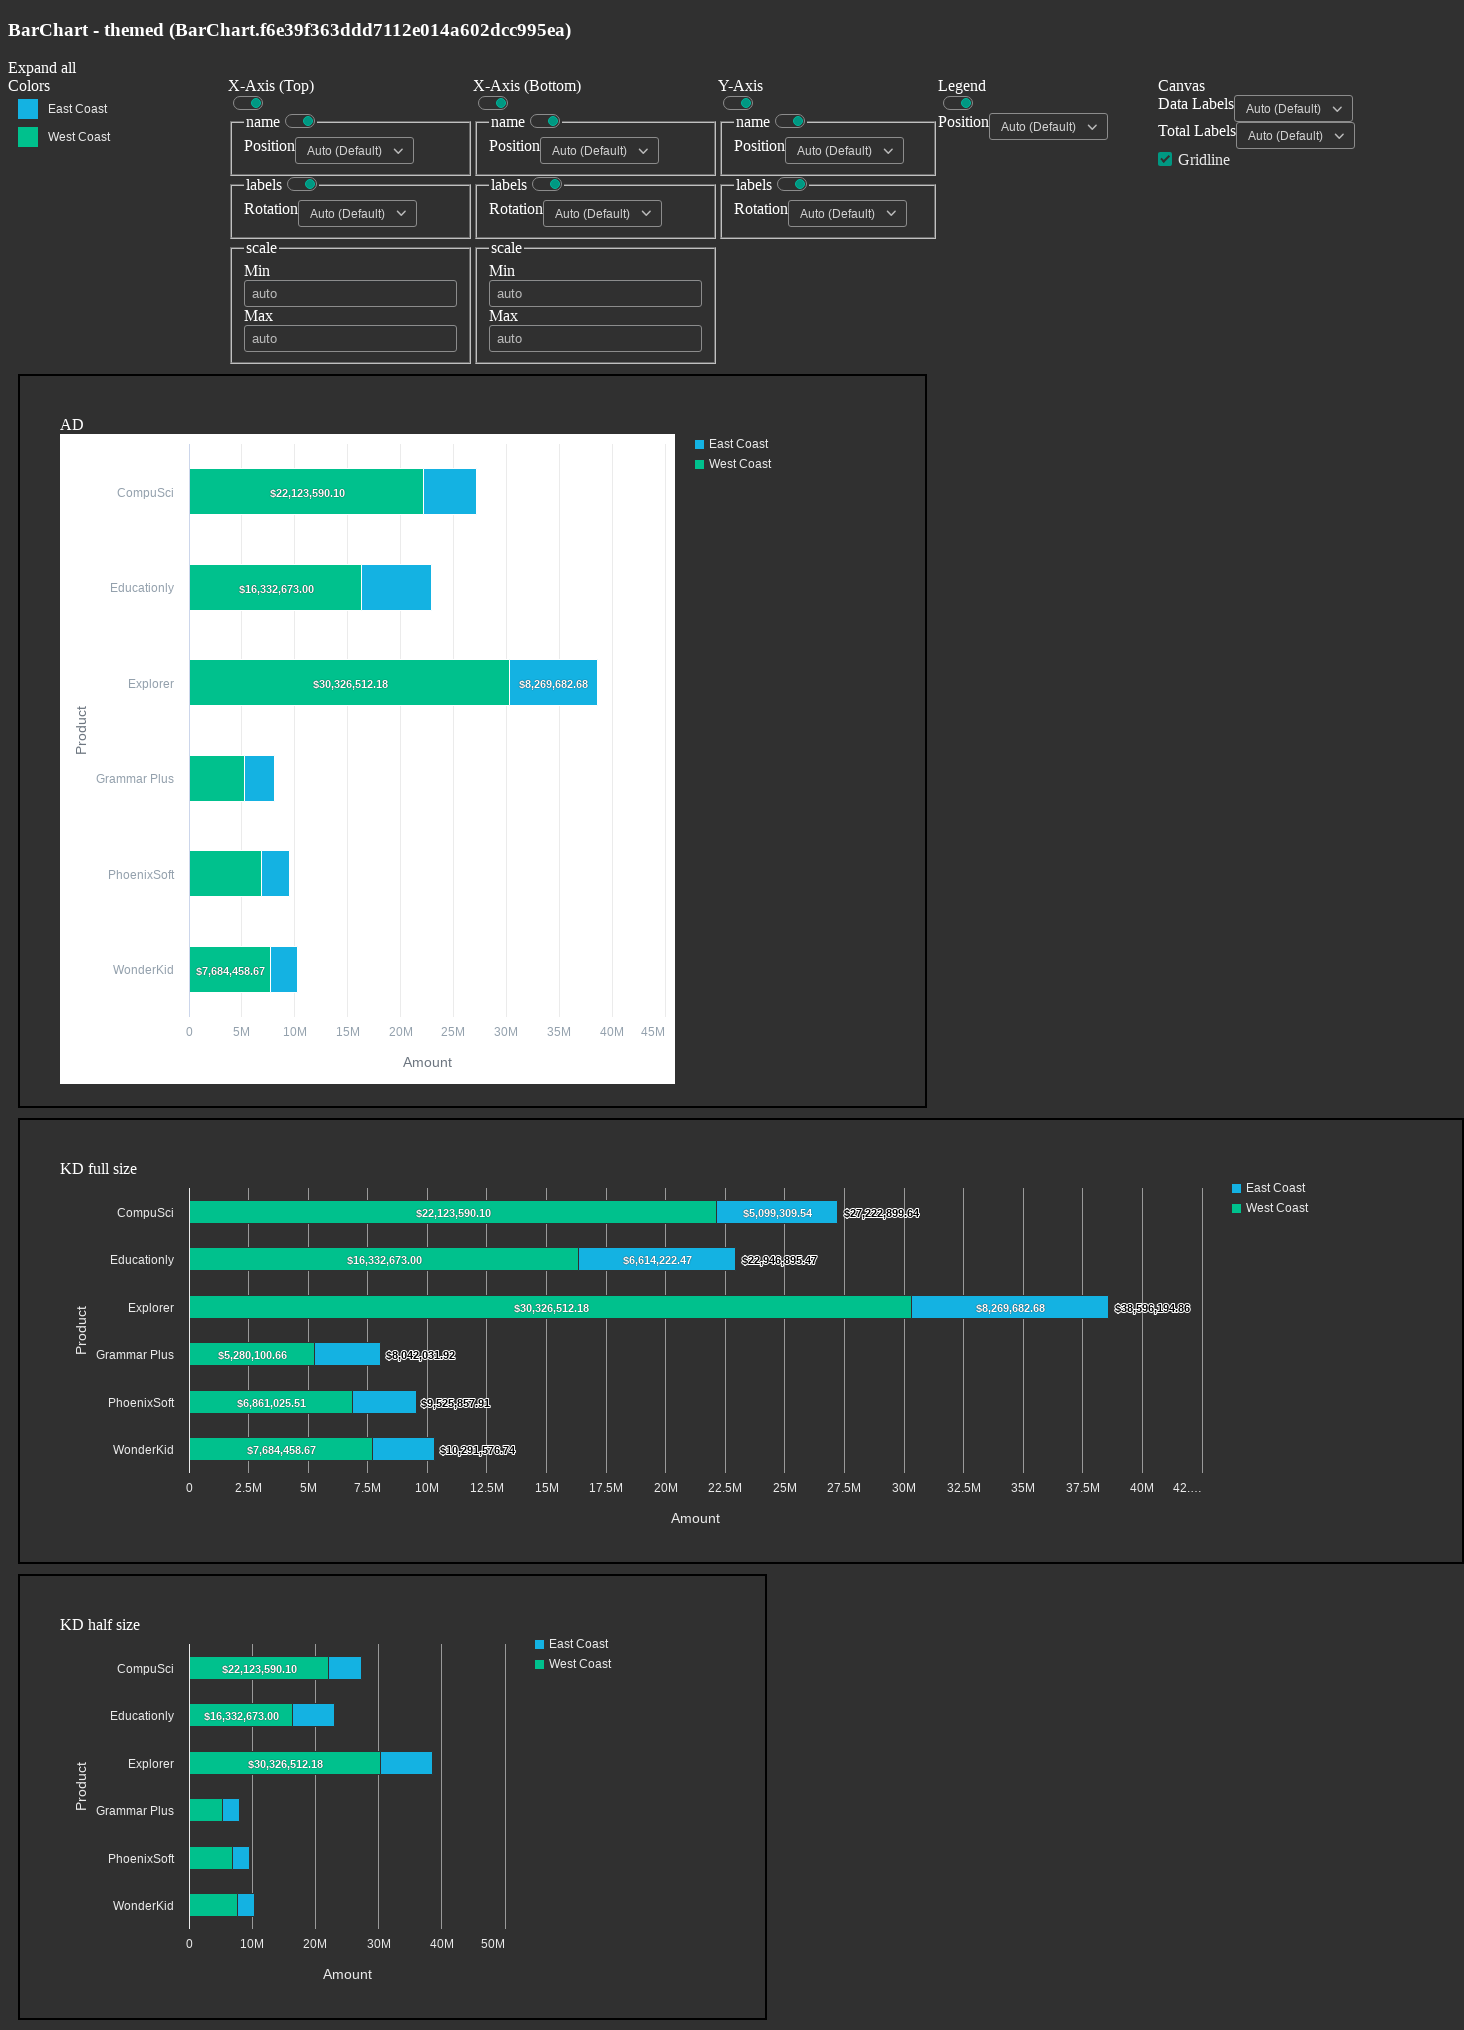 BarChart - themed (BarChart.f6e39f363ddd7112e014a602dcc995ea)
Expand all
Colors
East Coast
West Coast
X-Axis (Top)
name
Position Auto (Default)
labels
Rotation Auto (Default)
scale
Min
auto
Max
auto
X-Axis (Bottom)
name
Position Auto (Default)
labels
Rotation Auto (Default)
scale
Min
auto
Max
auto
Y-Axis
name
Position Auto (Default)
labels
Rotation Auto (Default)
Legend
Position Auto (Default)
Canvas
Data Labels Auto (Default)
Total Labels Auto (Default)
Gridline
AD
East Coast
West Coast
CompuSci $22,123,590.10
Educationly $16,332,673.00
Explorer $30,326,512.18 $8,269,682.68
Product
Grammar Plus
PhoenixSoft
WonderKid $7,684,458.67
0 5M 10M 15M 20M 25M 30M 35M 40M 45M
Amount
KD full size
East Coast
West Coast
CompuSci $22,123,590.10 $5,099,309.54 $27,222,899.64
Educationly $16,332,673.00 $6,614,222.47 $22,946,895.47
Explorer $30,326,512.18 $8,269,682.68 $38,596,194.86
Product
Grammar Plus $5,280,100.66 $8,042,031.92
PhoenixSoft $6,861,025.51 $9,525,857.91
WonderKid $7,684,458.67 $10,291,576.74
0 2.5M 5M 7.5M 10M 12.5M 15M 17.5M 20M 22.5M 25M 27.5M 30M 32.5M 35M 37.5M 40M 42.…
Amount
KD half size
East Coast
West Coast
CompuSci $22,123,590.10
Educationly $16,332,673.00
Explorer $30,326,512.18
Product
Grammar Plus
PhoenixSoft
WonderKid
0 10M 20M 30M 40M 50M
Amount